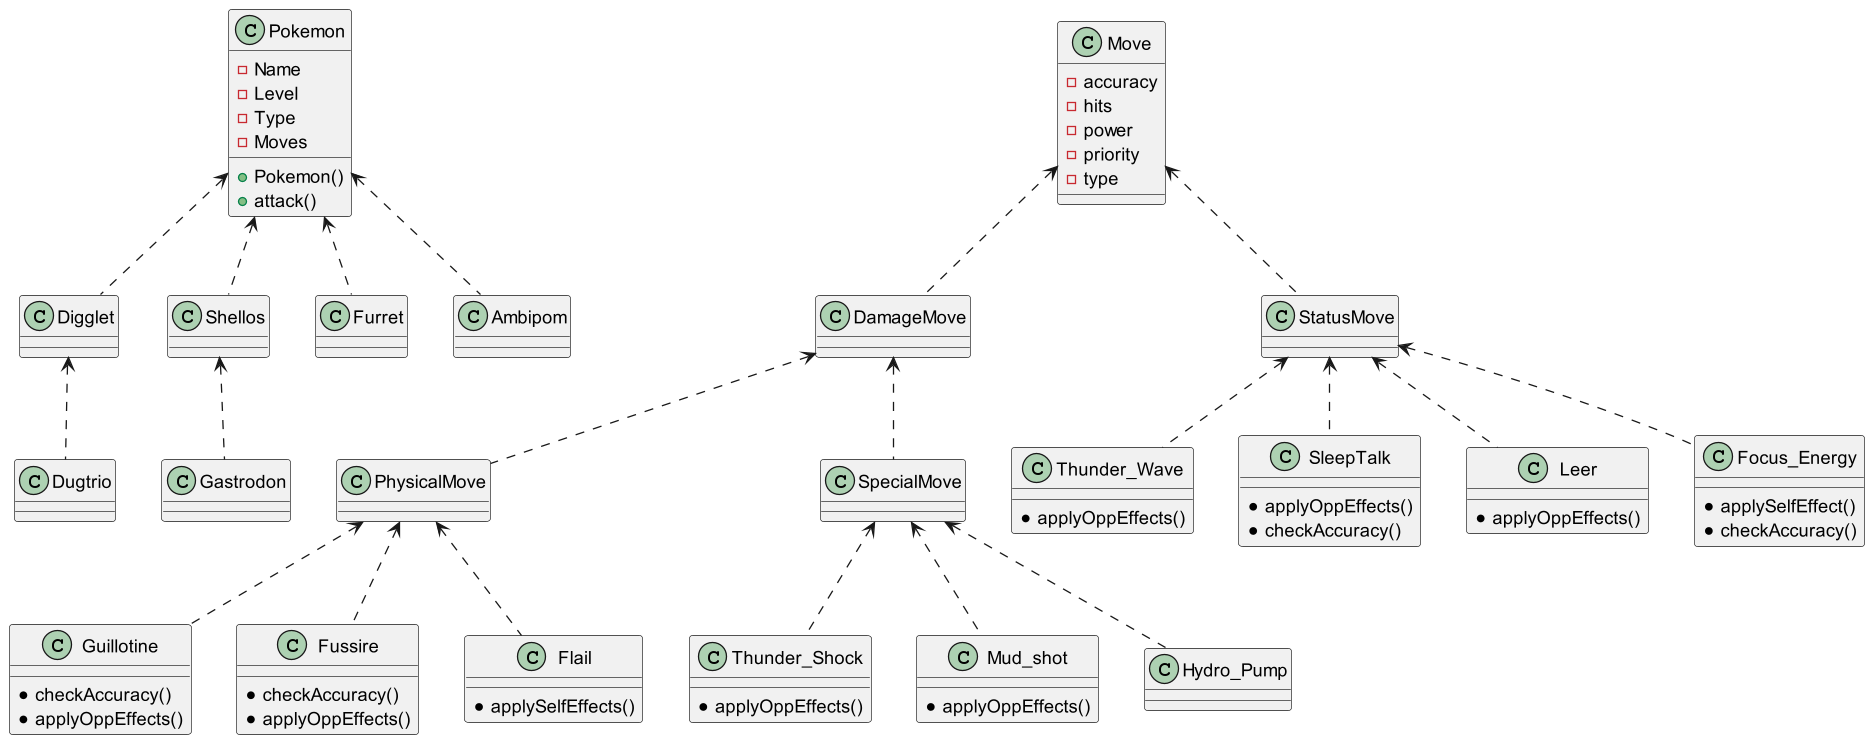 C Pokemon
Name
Level
Type
Moves
Pokemon()
attack()
C Move
accuracy
hits
power
priority
type
C Digglet
C Shellos
C Furret
C Ambipom
C DamageMove
C StatusMove
C Dugtrio
C Gastrodon
C PhysicalMove
C SpecialMove
C Thunder_Wave
applyOppEffects()
C SleepTalk
applyOppEffects()
checkAccuracy()
C Leer
applyOppEffects()
C Focus_Energy
applySelfEffect()
checkAccuracy()
C Guillotine
checkAccuracy()
applyOppEffects()
C Fussire
checkAccuracy()
applyOppEffects()
C Flail
applySelfEffects()
C Thunder_Shock
applyOppEffects()
C Mud_shot
applyOppEffects()
C Hydro_Pump